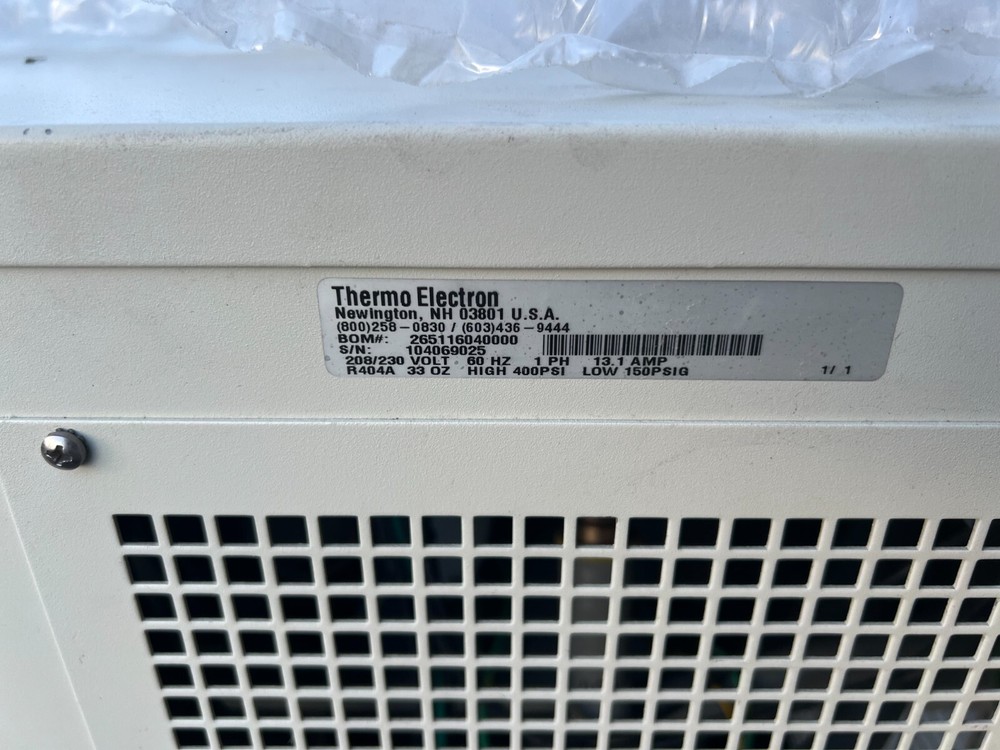 Thermo Electron
Newington, NH 03801 U.S.A.
(800)258-0830 / (603)436-9444
BOM#: 265116040000
S/N: 104069025
208/230 VOLT 60 HZ 1 PH 13.1 AMP
R404A 33 OZ HIGH 400PSI LOW 150PSIG 1/ 1